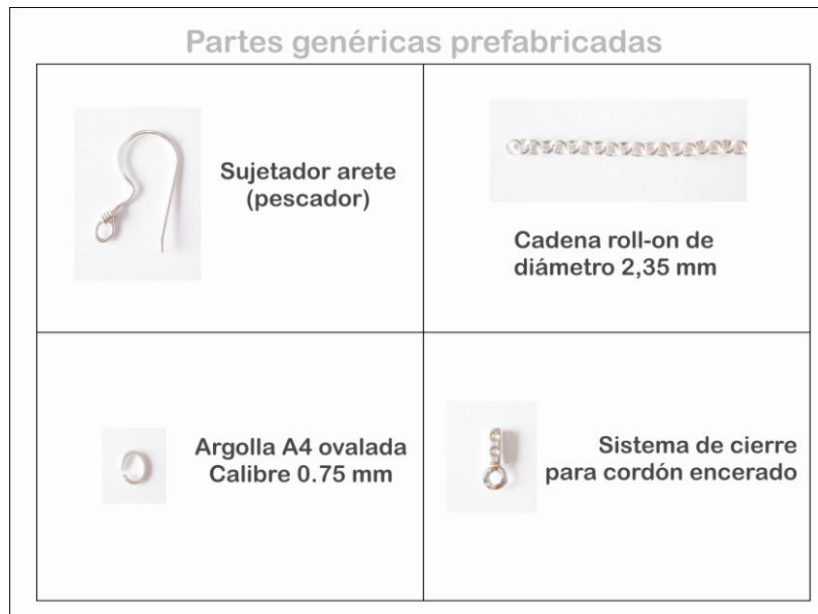 Partes genéricas prefabricadas
Sujetador arete
(pescador)
Cadena roll-on de
diámetro 2,35 mm
Argolla A4 ovalada
Calibre 0.75 mm
Sistema de cierre
para cordón encerado